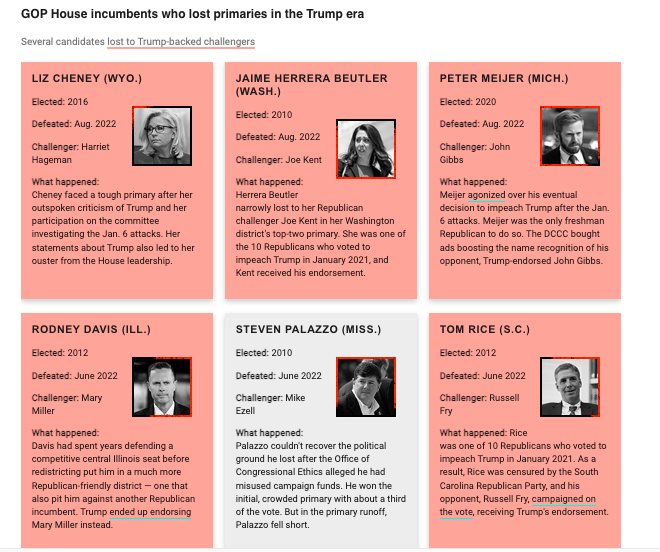 GOP House incumbents who lost primaries in the Trump era
Several candidates lost to Trump-backed challengers
LIZ CHENEY (WYO.)
Elected: 2016
Defeated: Aug. 2022
Challenger: Harriet
Hageman
What happened:
Cheney faced a tough primary after her
outspoken criticism of Trump and her
participation on the committee
investigating the Jan. 6 attacks. Her
statements about Trump also led to her
ouster from the House leadership.
JAIME HERRERA BEUTLER
(WASH.)
Elected: 2010
Defeated: Aug. 2022
Challenger: Joe Kent
What happened:
Herrera Beutler
narrowly lost to her Republican
challenger Joe Kent in her Washington
district's top-two primary. She was one of
the 10 Republicans who voted to
impeach Trump in January 2021, and
Kent received his endorsement.
PETER MEIJER (MICH.)
Elected: 2020
Defeated: Aug. 2022
Challenger: John
Gibbs
What happened:
Meijer agonized over his eventual
decision to impeach Trump after the Jan.
6 attacks. Meijer was the only freshman
Republican to do so. The DCCC bought
ads boosting the name recognition of his
opponent, Trump-endorsed John Gibbs.
RODNEY DAVIS (ILL.)
Elected: 2012
Defeated: June 2022
Challenger: Mary
Miller
What happened:
Davis had spent years defending a
competitive central Illinois seat before
redistricting put him in a much more
Republican-friendly district — one that
also pit him against another Republican
incumbent. Trump ended up endorsing
Mary Miller instead.
STEVEN PALAZZO (MISS.)
Elected: 2010
Defeated: June 2022
Challenger: Mike
Ezell
What happened:
Palazzo couldn't recover the political
ground he lost after the Office of
Congressional Ethics alleged he had
misused campaign funds. He won the
initial, crowded primary with about a third
of the vote. But in the primary runoff,
Palazzo fell short.
TOM RICE (S.C.)
Elected: 2012
Defeated: June 2022
Challenger: Russell
Fry
What happened: Rice
was one of 10 Republicans who voted to
impeach Trump in January 2021. As a
result, Rice was censured by the South
Carolina Republican Party, and his
opponent, Russell Fry, campaigned on
the vote, receiving Trump's endorsement.